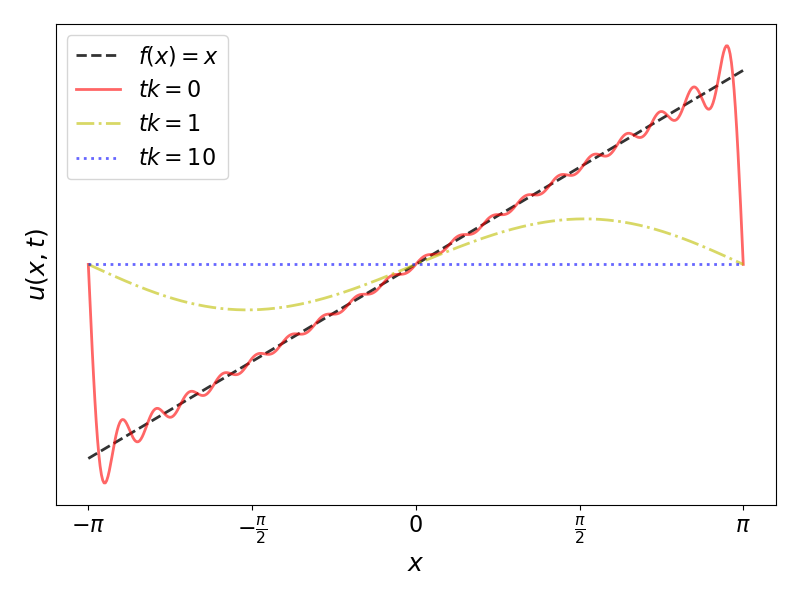 f(x) = x
tk = 0
tk = 1
tk = 10
u(x, t)
−π
−π/2
0
π/2
π
x